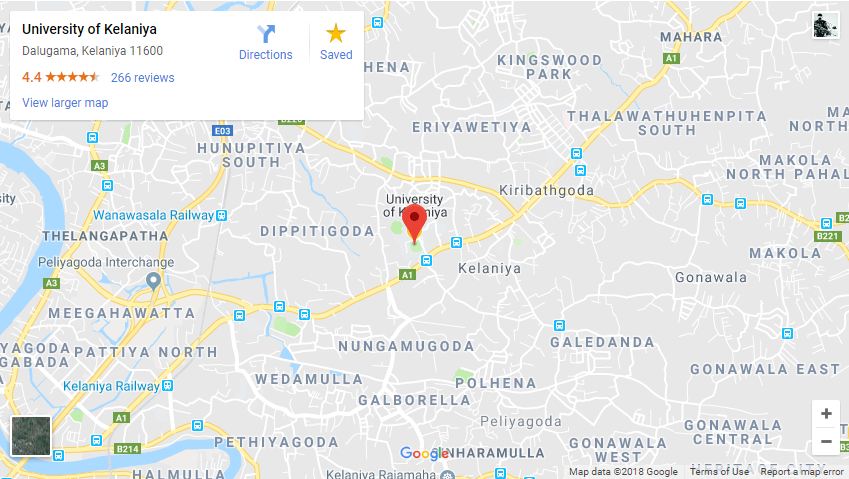 University of Kelaniya
Dalugama, Kelaniya 11600
4.4
266 reviews
View larger map
Directions
Saved
MAHARA
A1
KINGSWOOD
PARK
HENA
THALAWATHUHENPITA
SOUTH
ERIYAWETIYA
E03
A3
HUNUPITIYA
SOUTH
MAKOLA
NORTH
MAKOLA
NORTH PAHAL
Kiribathgoda
University
of Kelaniya
Wanawasala Railway
DIPPITIGODA
THELANGAPATHA
B221
MAKOLA
Peliyagoda Interchange
A3
A1
Kelaniya
Gonawala
MEEGAHAWATTA
PATTIYA NORTH
YAGODA
GABADA
NUNGAMUGODA
GALEDANDA
WEDAMULLA
Kelaniya Railway
POLHENA
GONAWALA EAST
GALBORELLA
A1
Peliyagoda
GONAWALA
CENTRAL
GONAWALA
WEST
B214
PETHIYAGODA
Google
NHARAMULLA
HALMULLA
Kelaniya Rajamaha
HERITAGE CITY
Map data ©2018 Google
Terms of Use
Report a map error